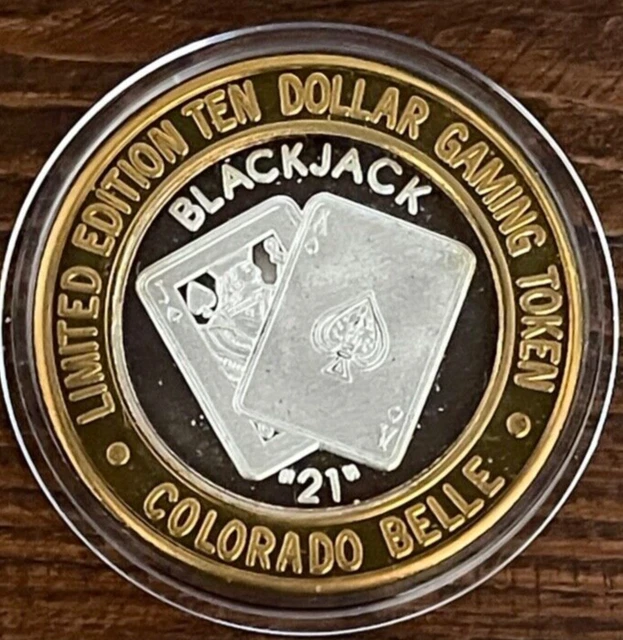 LIMITED EDITION TEN DOLLAR GAMING TOKEN
BLACKJACK
J
A
A
"21"
COLORADO BELLE